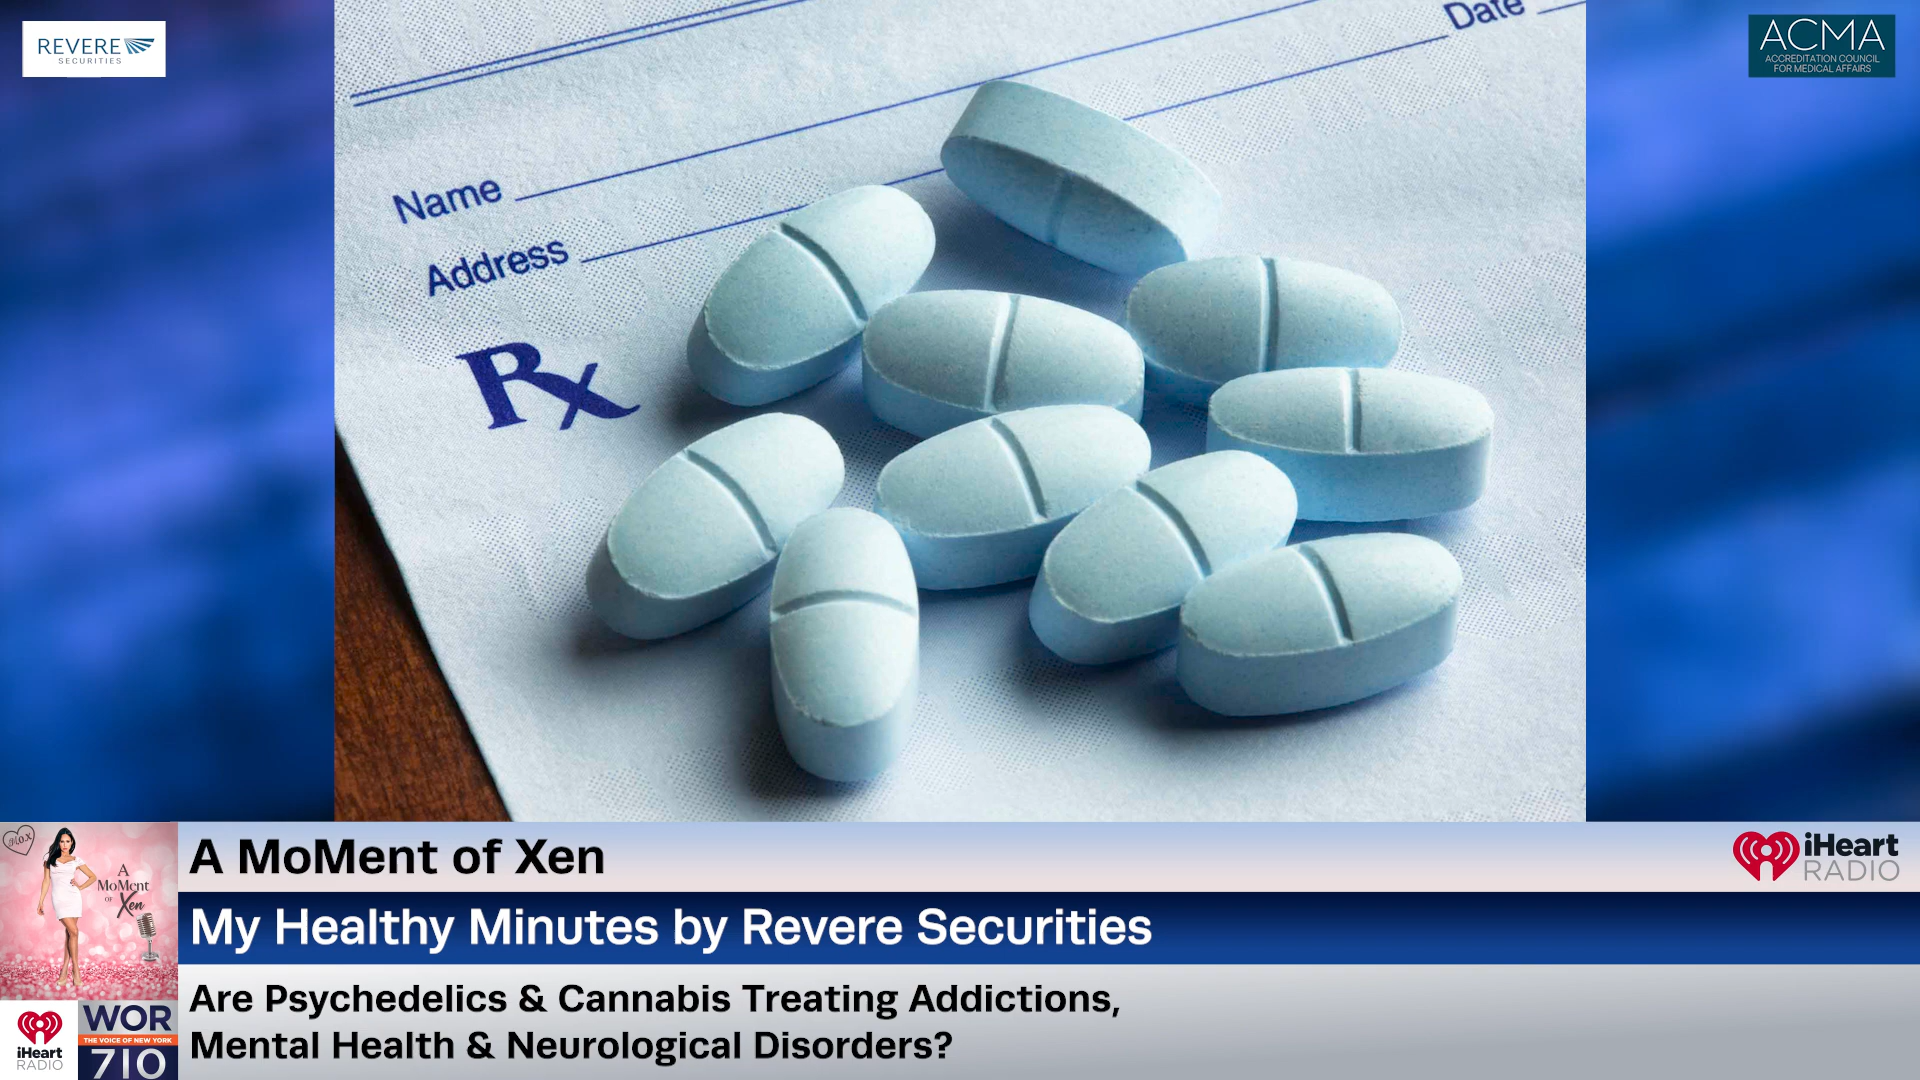 REVERE
SECURITIES
ACMA
ACCREDITATION COUNCIL
FOR MEDICAL AFFAIRS
Date
Name
Address
Rx
M.O.X
A
MoMent
OF
Xen
A MoMent of Xen
iHeart
RADIO
My Healthy Minutes by Revere Securities
Are Psychedelics & Cannabis Treating Addictions,
Mental Health & Neurological Disorders?
iHeart
RADIO
WOR
THE VOICE OF NEW YORK
710